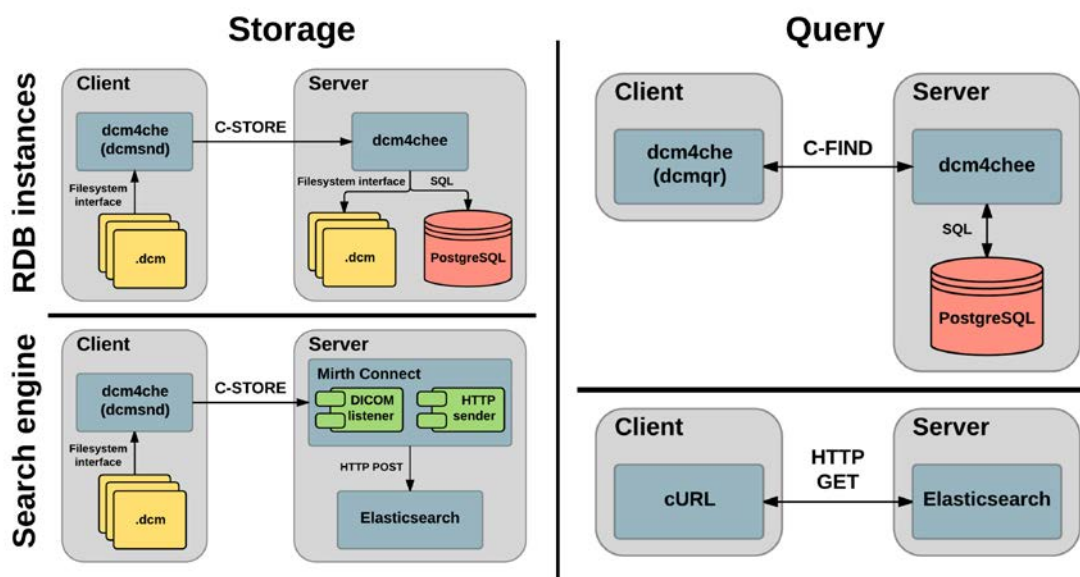 Storage
Query
RDB instances
Client
dcm4che
(dcmsnd)
Filesystem
interface
.dcm
C-STORE
Server
dcm4chee
Filesystem interface
SQL
.dcm
PostgreSQL
Client
dcm4che
(dcmqr)
C-FIND
Server
dcm4chee
SQL
PostgreSQL
Search engine
Client
dcm4che
(dcmsnd)
Filesystem
interface
.dcm
C-STORE
Server
Mirth Connect
DICOM
listener
HTTP
sender
HTTP POST
Elasticsearch
Client
cURL
HTTP
GET
Server
Elasticsearch